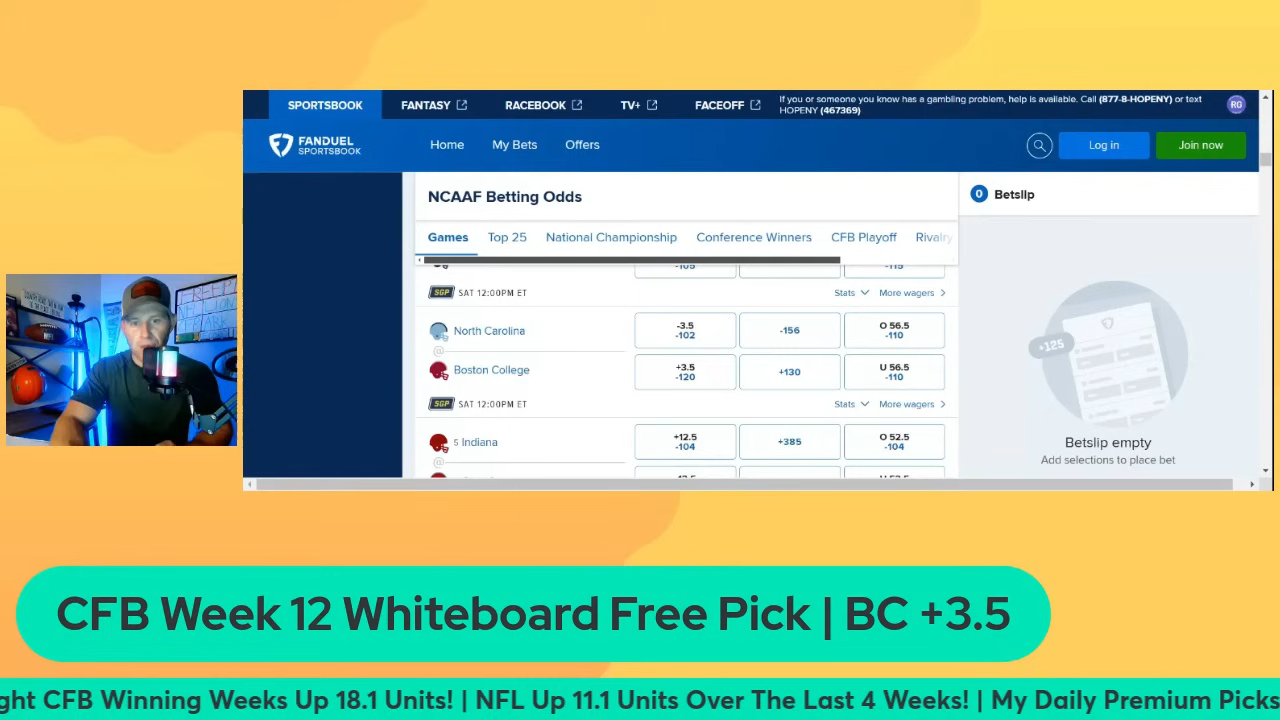 SPORTSBOOK
FANTASY
RACEBOOK
TV+
FACEOFF
If you or someone you know has a gambling problem, help is available. Call (877-8-HOPENY) or text
HOPENY (467369)
RG
FANDUEL
SPORTSBOOK
Home
My Bets
Offers
Log in
Join now
NCAAF Betting Odds
0 Betslip
Games
Top 25
National Championship
Conference Winners
CFB Playoff
Rivalry
-105
-115
SGP SAT 12:00PM ET
Stats
More wagers
North Carolina
-3.5
-102
-156
O 56.5
-110
@
Boston College
+3.5
-120
+130
U 56.5
-110
SGP SAT 12:00PM ET
Stats
More wagers
5 Indiana
+12.5
-104
+385
O 52.5
-104
@
+125
Betslip empty
Add selections to place bet
CFB Week 12 Whiteboard Free Pick | BC +3.5
ght CFB Winning Weeks Up 18.1 Units! | NFL Up 11.1 Units Over The Last 4 Weeks! | My Daily Premium Picks